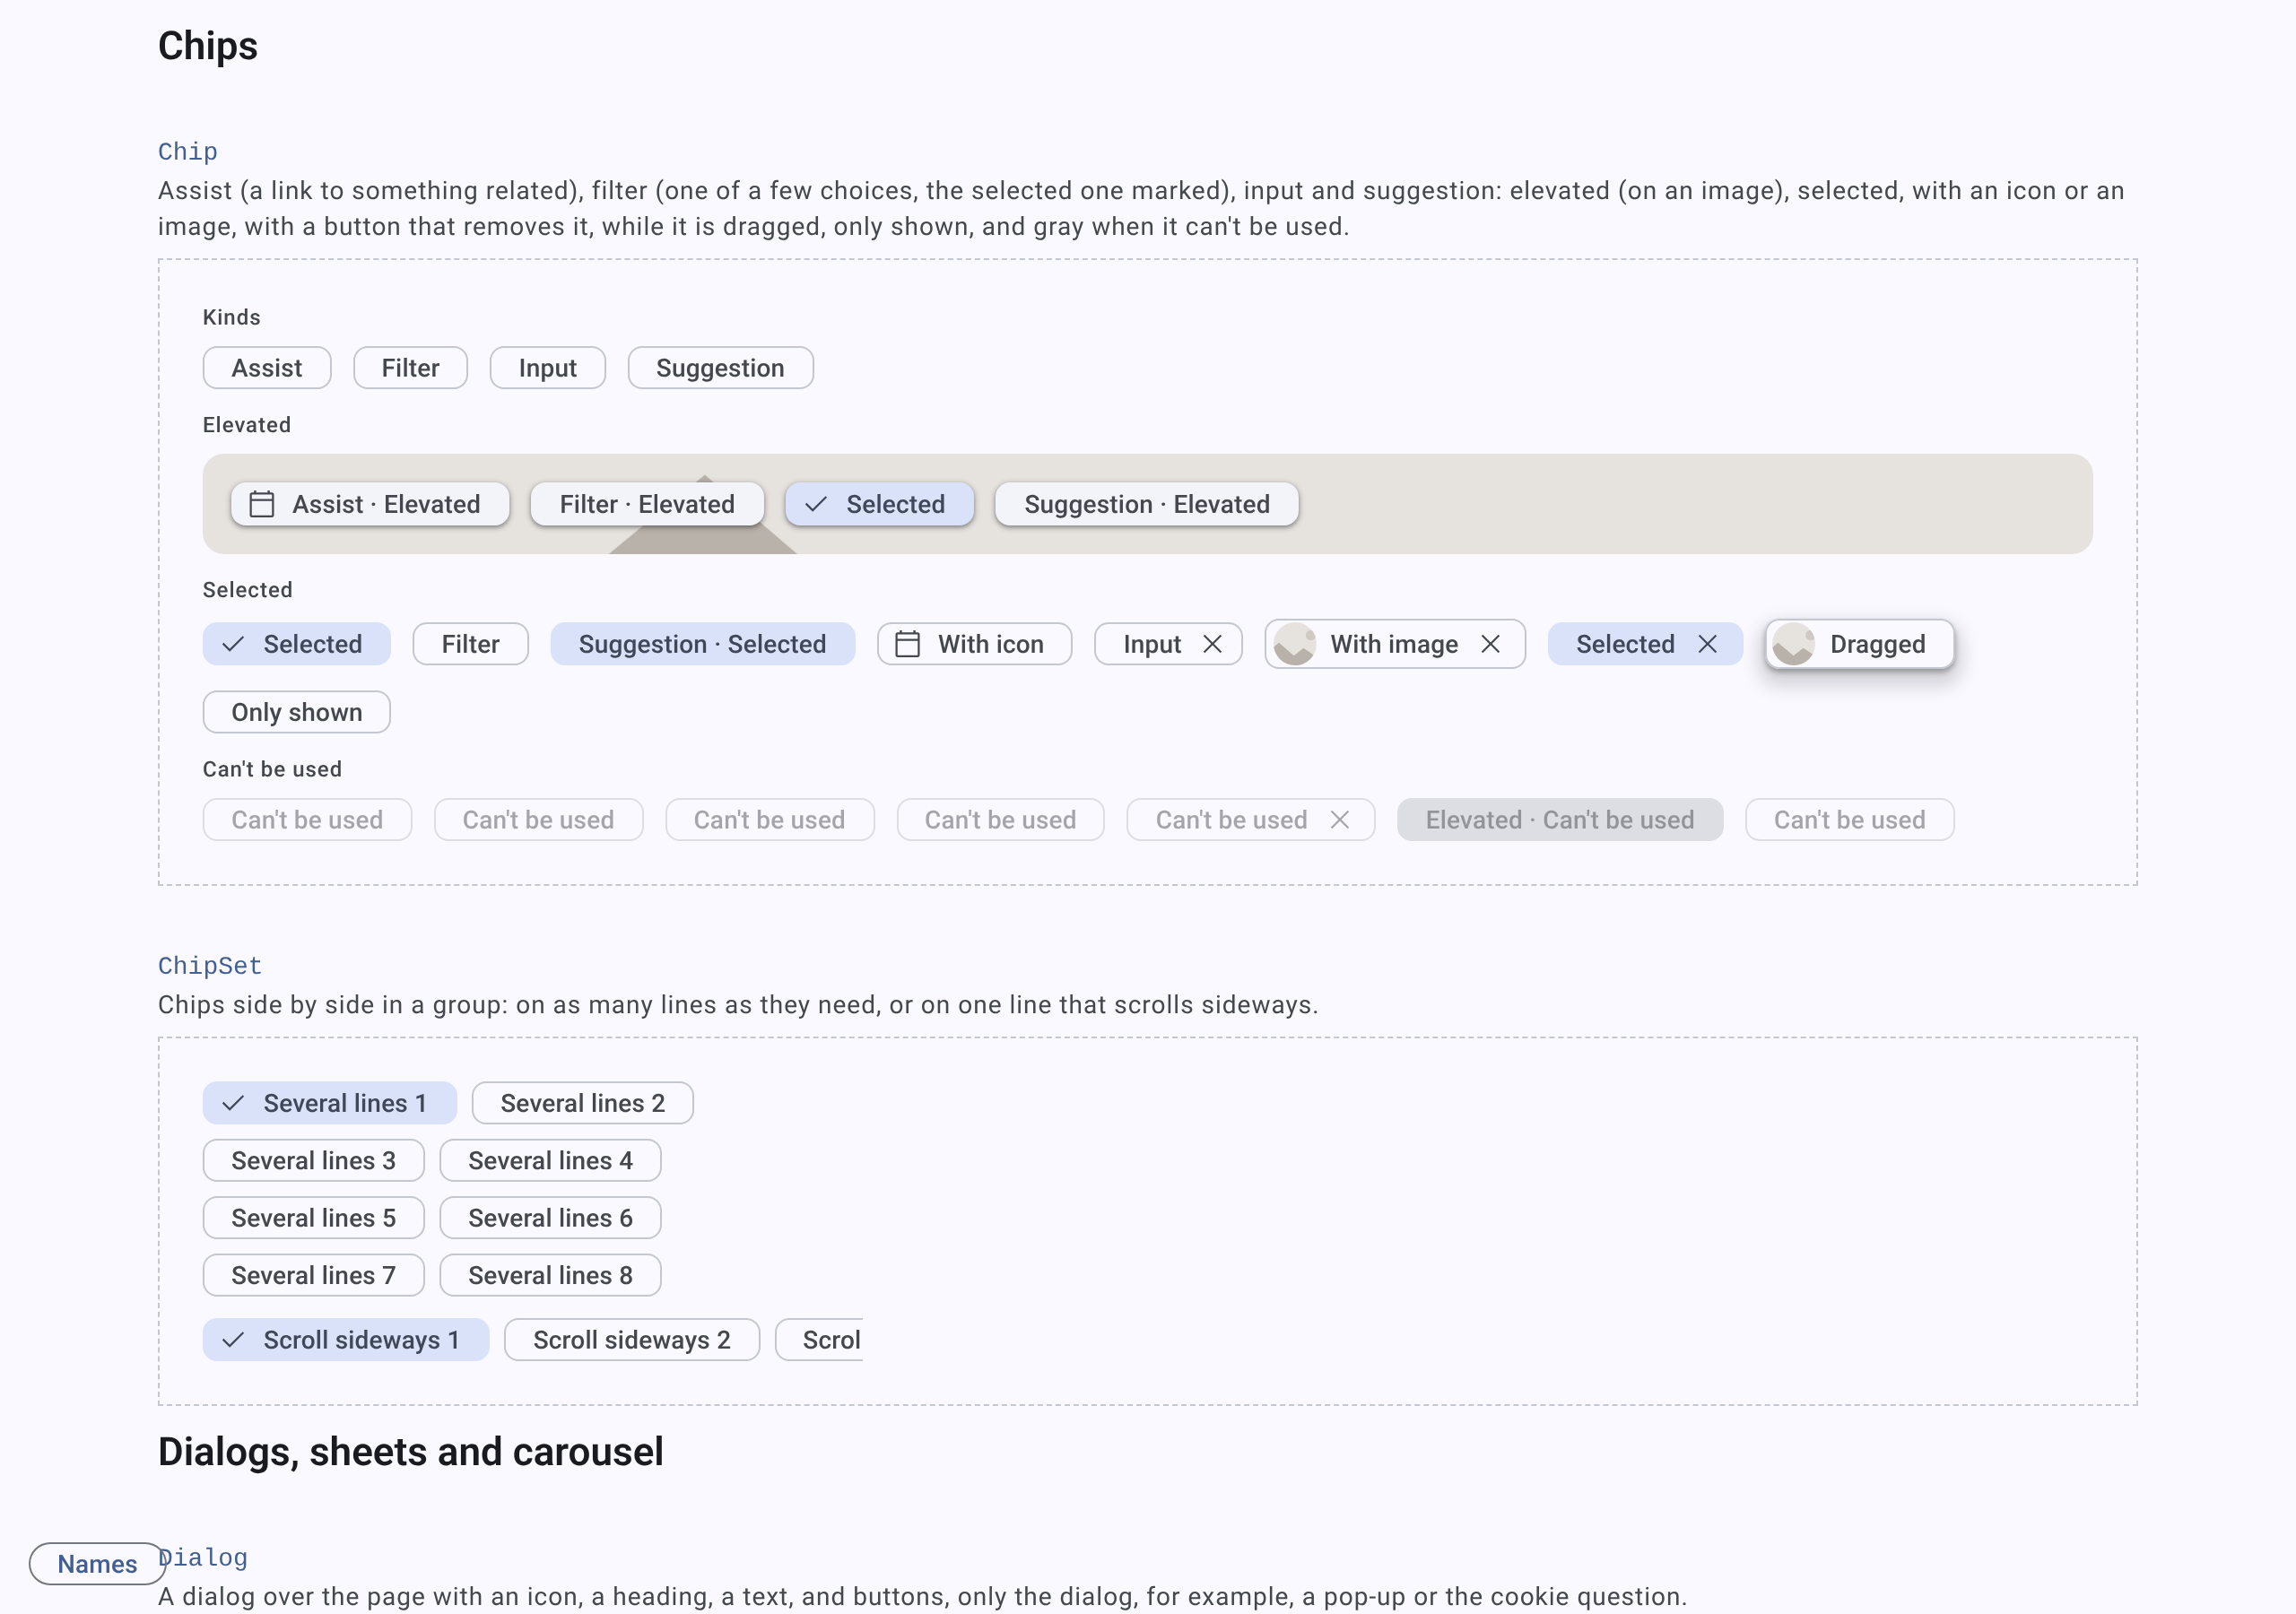 Chips
Chip
Assist (a link to something related), filter (one of a few choices, the selected one marked), input and suggestion: elevated (on an image), selected, with an icon or an
image, with a button that removes it, while it is dragged, only shown, and gray when it can't be used.
Kinds
Assist Filter Input Suggestion
Elevated
Assist · Elevated Filter · Elevated Selected Suggestion · Elevated
Selected
Selected Filter Suggestion · Selected With icon Input With image Selected Dragged
Only shown
Can't be used
Can't be used Can't be used Can't be used Can't be used Can't be used Elevated · Can't be used Can't be used
ChipSet
Chips side by side in a group: on as many lines as they need, or on one line that scrolls sideways.
Several lines 1 Several lines 2
Several lines 3 Several lines 4
Several lines 5 Several lines 6
Several lines 7 Several lines 8
Scroll sideways 1 Scroll sideways 2 Scrol
Dialogs, sheets and carousel
Names Dialog
A dialog over the page with an icon, a heading, a text, and buttons, only the dialog, for example, a pop-up or the cookie question.